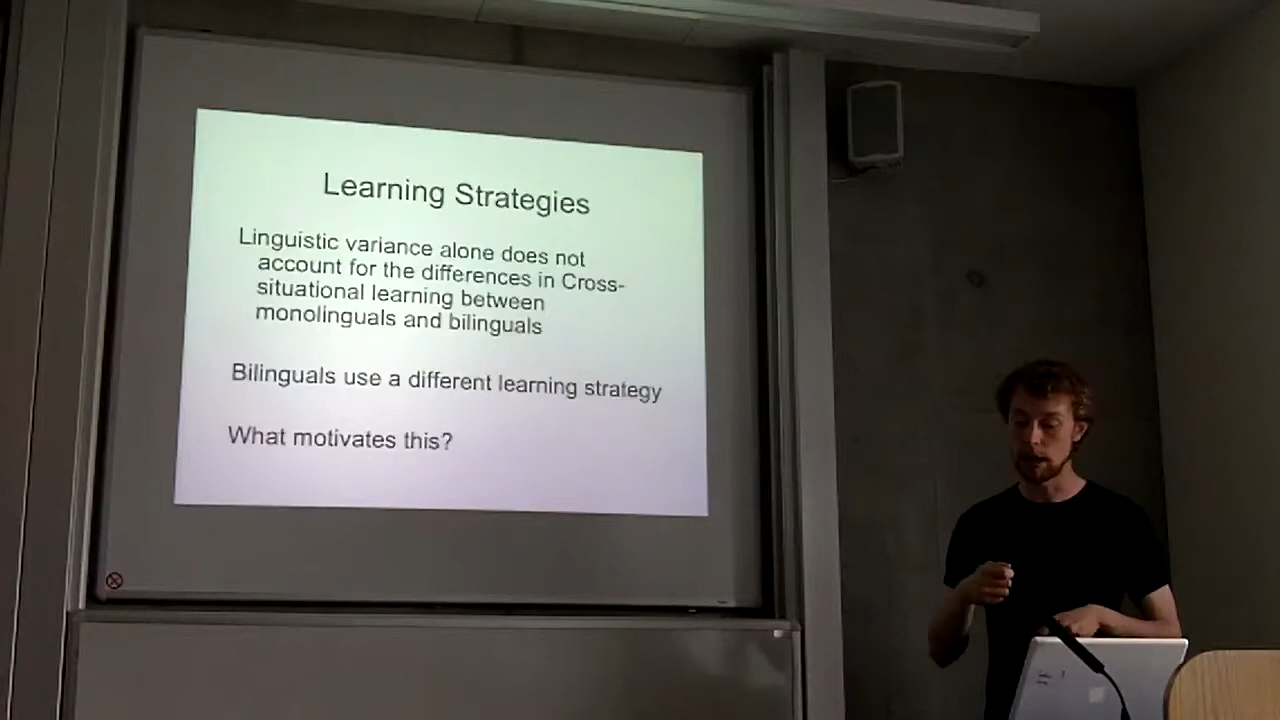 Learning Strategies
Linguistic variance alone does not
account for the differences in Cross-
situational learning between
monolinguals and bilinguals
Bilinguals use a different learning strategy
What motivates this?